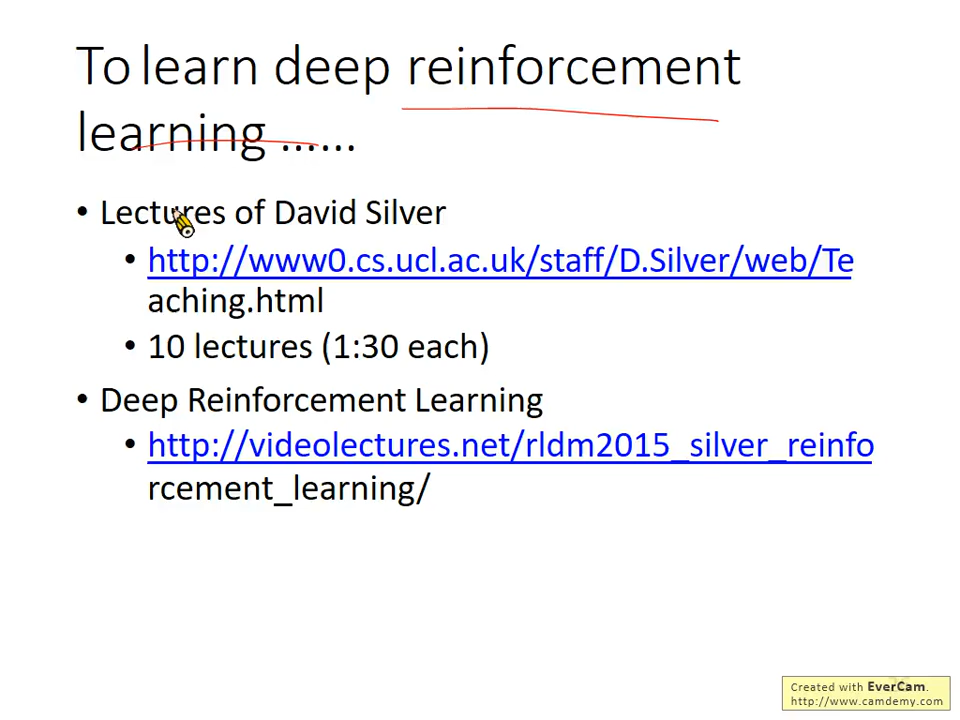 To learn deep reinforcement
learning ......
• Lectures of David Silver
• http://www0.cs.ucl.ac.uk/staff/D.Silver/web/Te
aching.html
• 10 lectures (1:30 each)
• Deep Reinforcement Learning
• http://videolectures.net/rldm2015_silver_reinfo
rcement_learning/
Created with EverCam.
http://www.camdemy.com